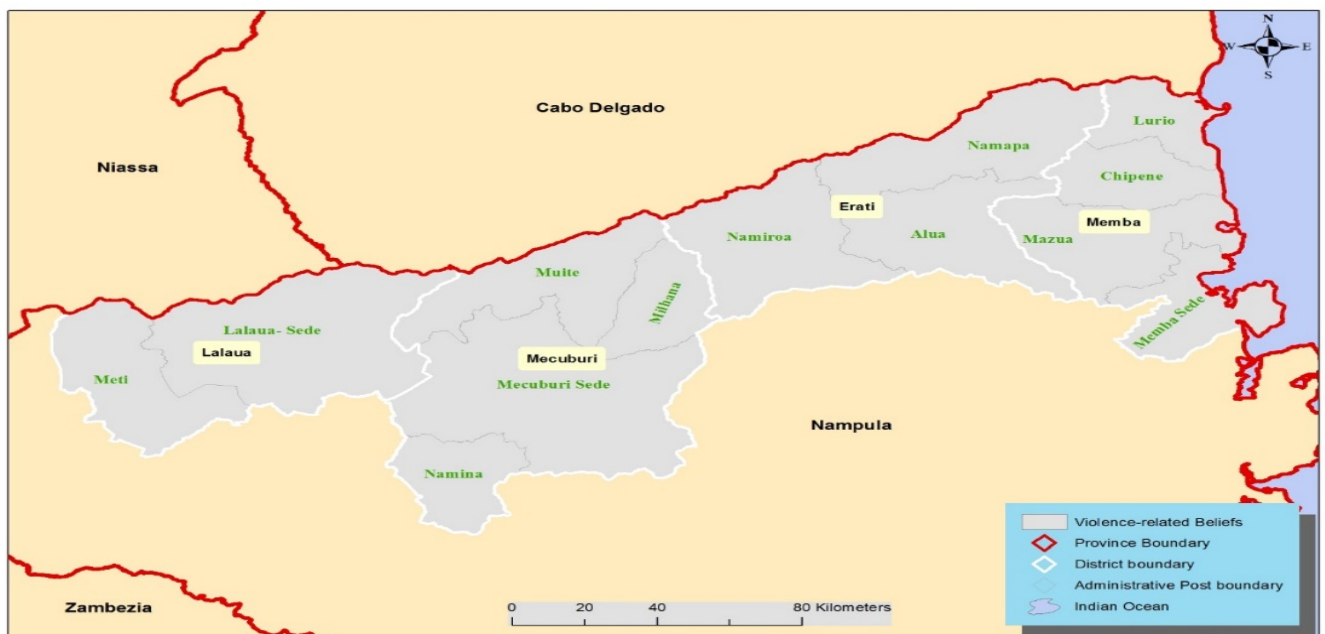 N
W E
S
Cabo Delgado
Niassa
Lurio
Namapa
Chipene
Erati
Memba
Namiroa
Alua
Mazua
Muite
Milhana
Memba Sede
Lalaua- Sede
Lalaua
Mecuburi
Meti
Mecuburi Sede
Nampula
Namina
Violence-related Beliefs
Province Boundary
District boundary
Administrative Post boundary
Indian Ocean
Zambezia
0 20 40 80 Kilometers